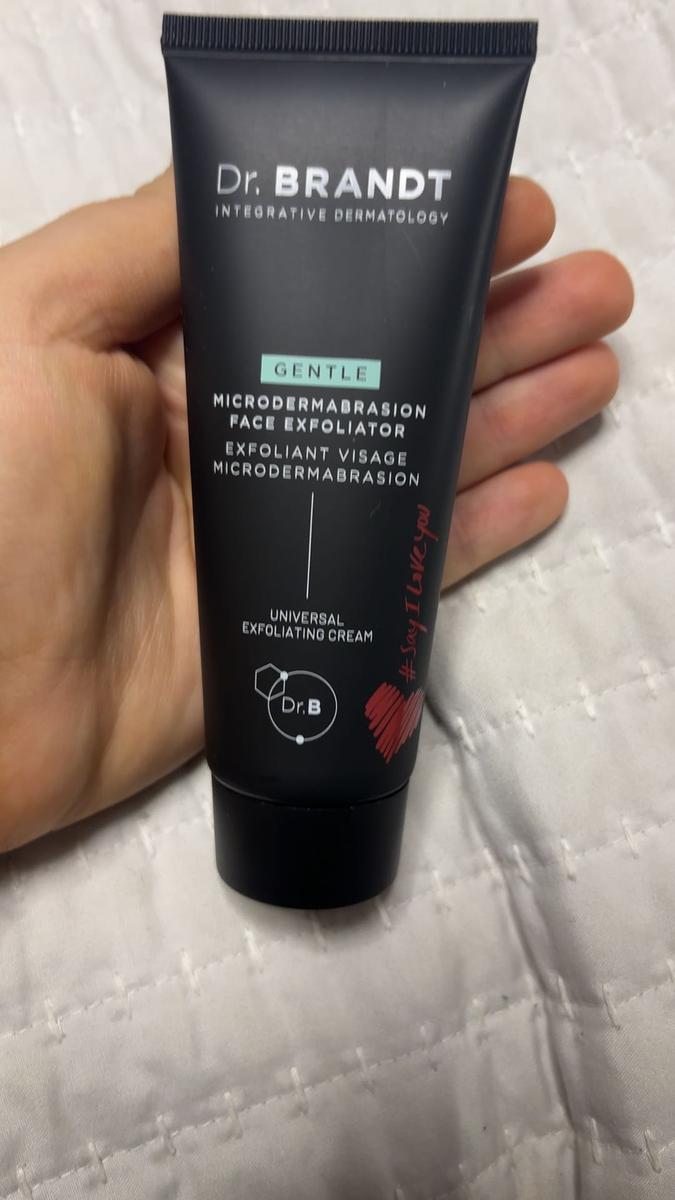 Dr. BRANDT
INTEGRATIVE DERMATOLOGY
GENTLE
MICRODERMABRASION
FACE EXFOLIATOR
EXFOLIANT VISAGE
MICRODERMABRASION
UNIVERSAL
EXFOLIATING CREAM
Dr.B
#Say I Love you